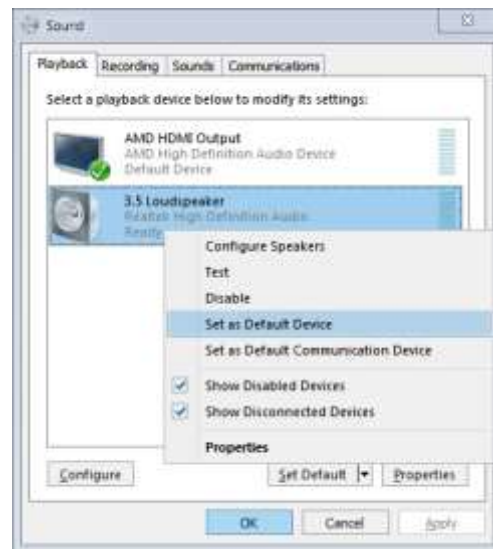 Sound
Playback Recording Sounds Communications
Select a playback device below to modify its settings:
AMD HDMI Output
AMD High Definition Audio Device
Default Device
3.5 Loudspeaker
Realtek High Definition Audio
Ready
Configure Speakers
Test
Disable
Set as Default Device
Set as Default Communication Device
Show Disabled Devices
Show Disconnected Devices
Properties
Configure Set Default Properties
OK Cancel Apply